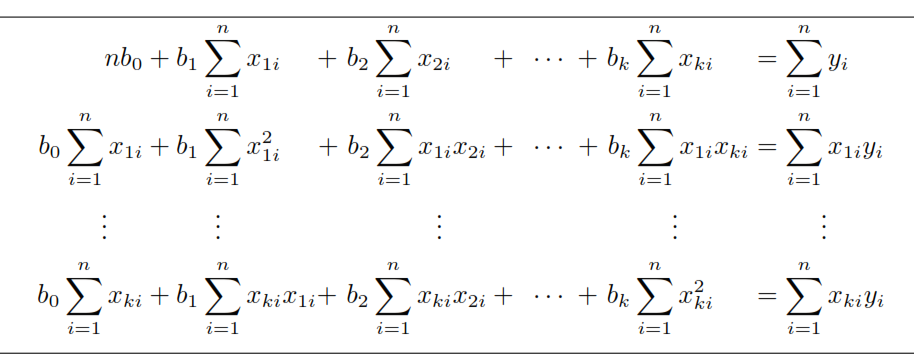 $nb_0 + b_1 \sum_{i=1}^{n} x_{1i} + b_2 \sum_{i=1}^{n} x_{2i} + \cdots + b_k \sum_{i=1}^{n} x_{ki} = \sum_{i=1}^{n} y_i$
$b_0 \sum_{i=1}^{n} x_{1i} + b_1 \sum_{i=1}^{n} x_{1i}^2 + b_2 \sum_{i=1}^{n} x_{1i} x_{2i} + \cdots + b_k \sum_{i=1}^{n} x_{1i} x_{ki} = \sum_{i=1}^{n} x_{1i} y_i$
$\vdots \quad \vdots \quad \vdots \quad \vdots \quad \vdots$
$b_0 \sum_{i=1}^{n} x_{ki} + b_1 \sum_{i=1}^{n} x_{ki} x_{1i} + b_2 \sum_{i=1}^{n} x_{ki} x_{2i} + \cdots + b_k \sum_{i=1}^{n} x_{ki}^2 = \sum_{i=1}^{n} x_{ki} y_i$